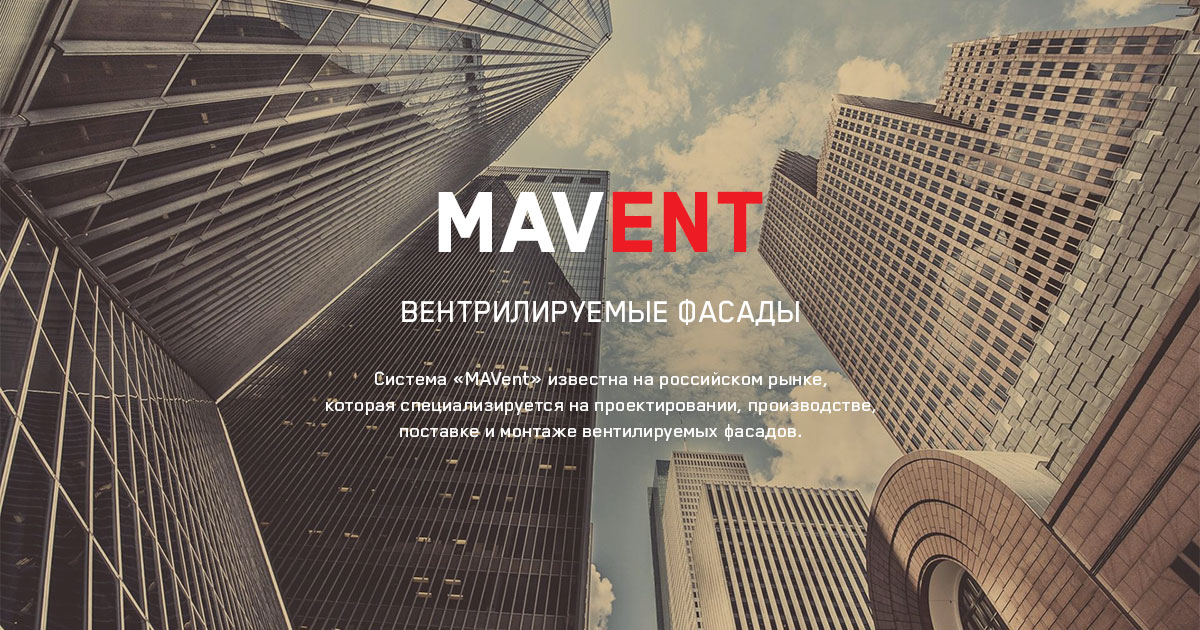 MAVENT
ВЕНТРИЛИРУЕМЫЕ ФАСАДЫ
Система «MAVent» известна на российском рынке,
которая специализируется на проектировании, производстве,
поставке и монтаже вентилируемых фасадов.